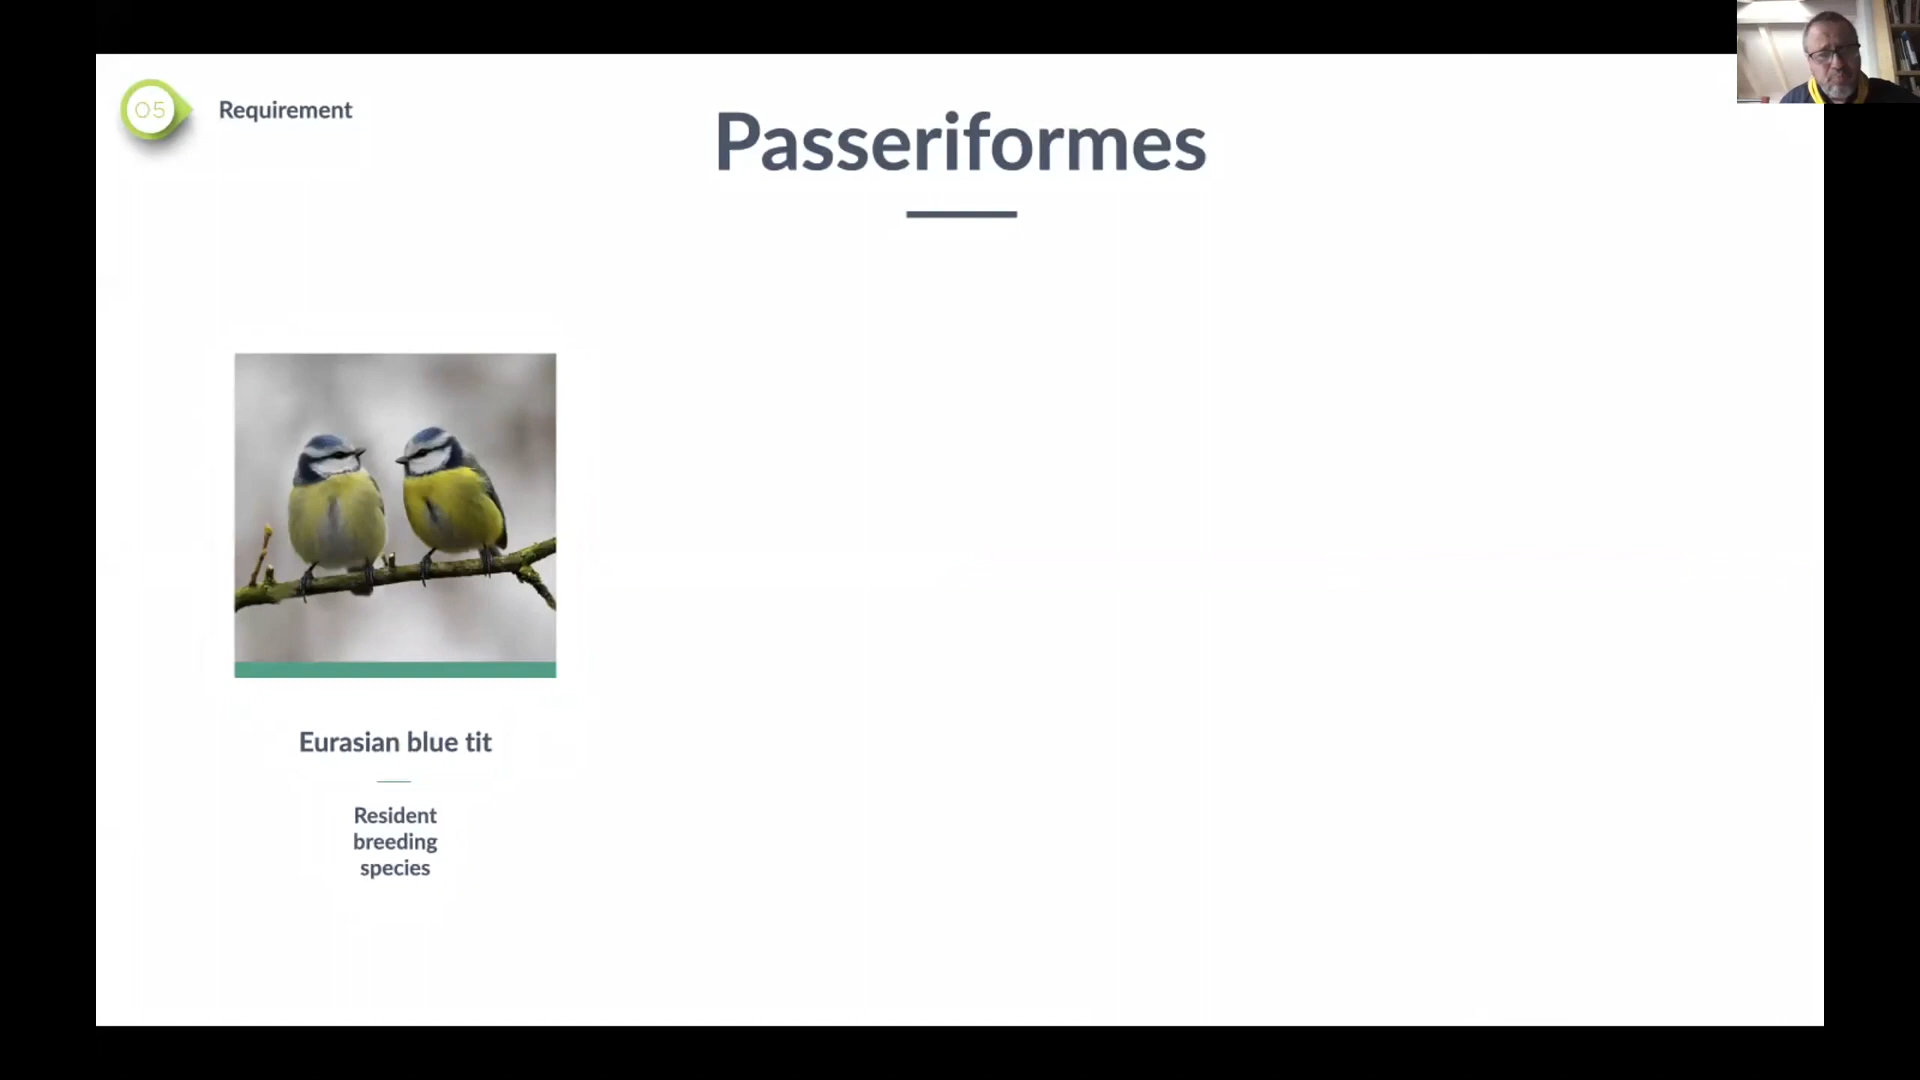 05
Requirement
Passeriformes
Eurasian blue tit
Resident
breeding
species